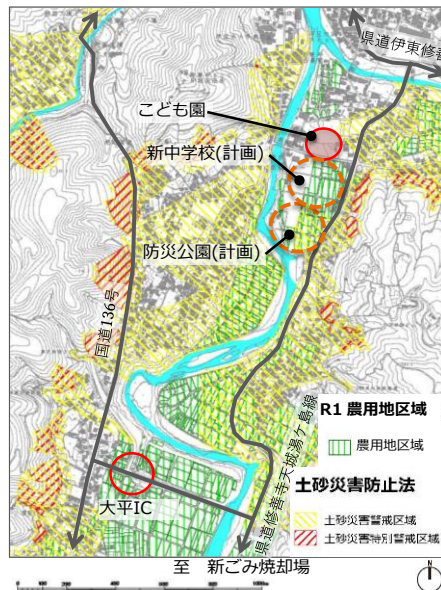 県道伊東修善
こども園
新中学校(計画)
防災公園(計画)
国道136号
県道修善寺天城湯ケ島線
R1 農用地区域
農用地区域
土砂災害防止法
土砂災害警戒区域
土砂災害特別警戒区域
大平IC
至 新ごみ焼却場
N